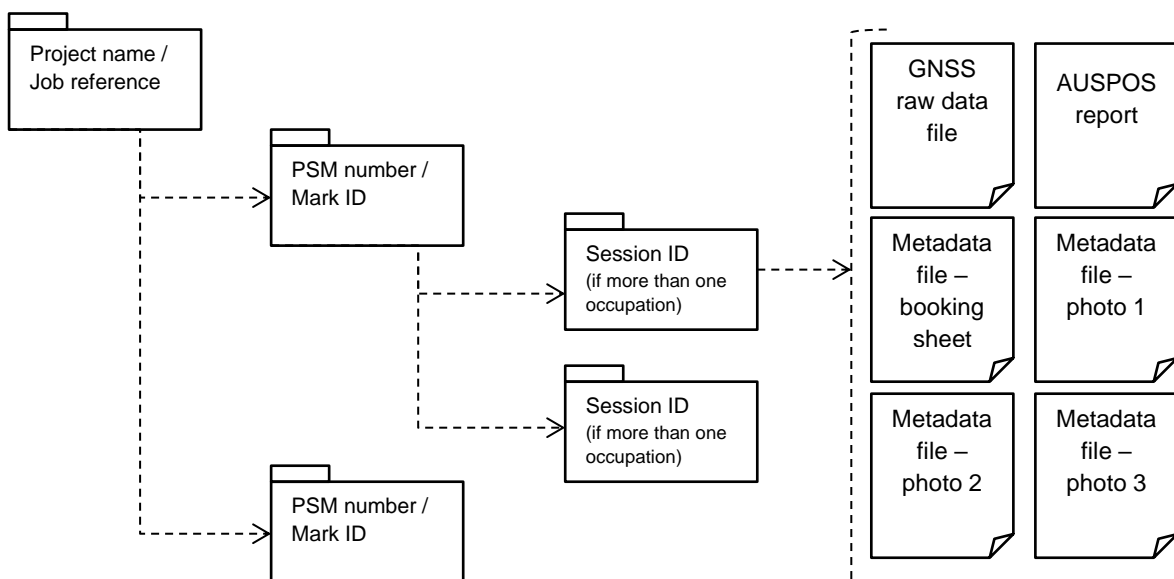 Project name /
Job reference
PSM number /
Mark ID
Session ID
(if more than one
occupation)
Session ID
(if more than one
occupation)
PSM number /
Mark ID
GNSS
raw data
file
AUSPOS
report
Metadata
file –
booking
sheet
Metadata
file –
photo 1
Metadata
file –
photo 2
Metadata
file –
photo 3